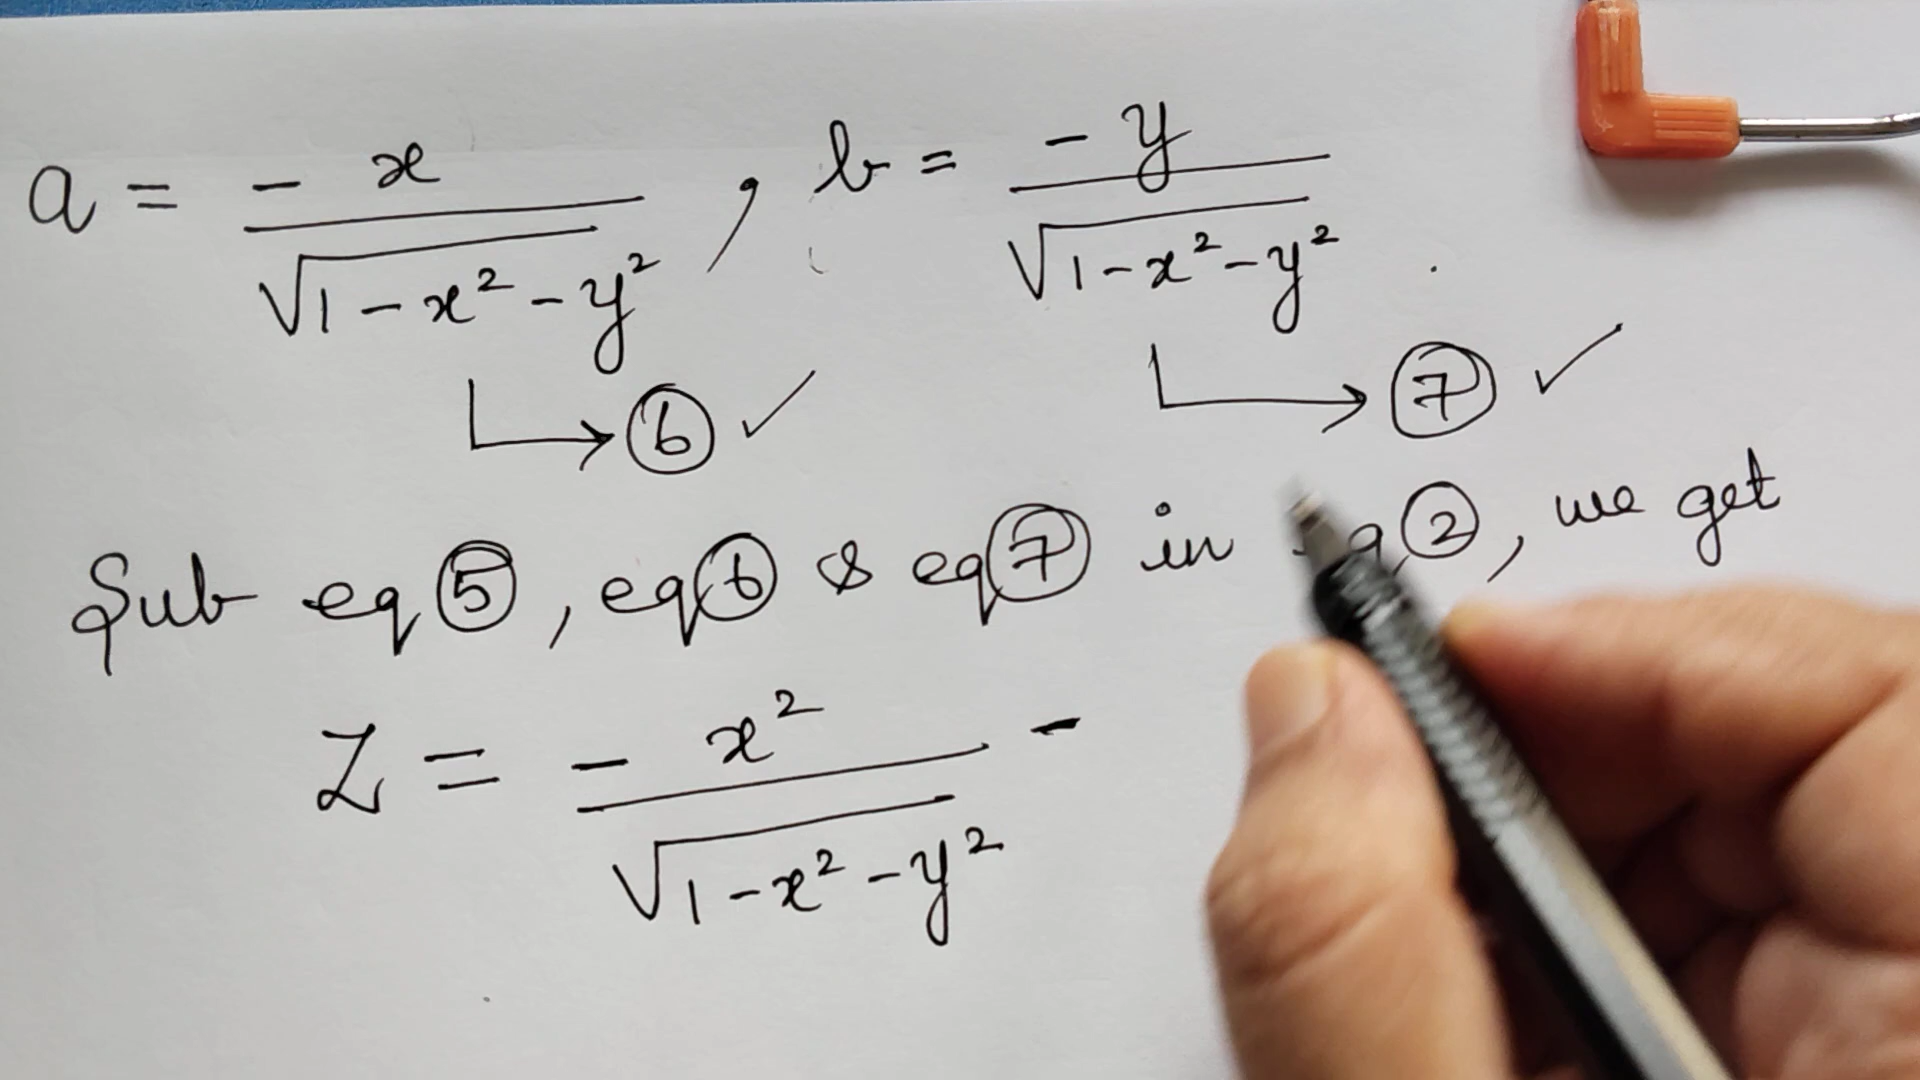 a = -x / √(1-x²-y²) , b = -y / √(1-x²-y²)
→ ⑥ ✓ → ⑦ ✓
Sub eq ⑤, eq ⑥ & eq ⑦ in eq ②, we get
Z = -x² / √(1-x²-y²) -